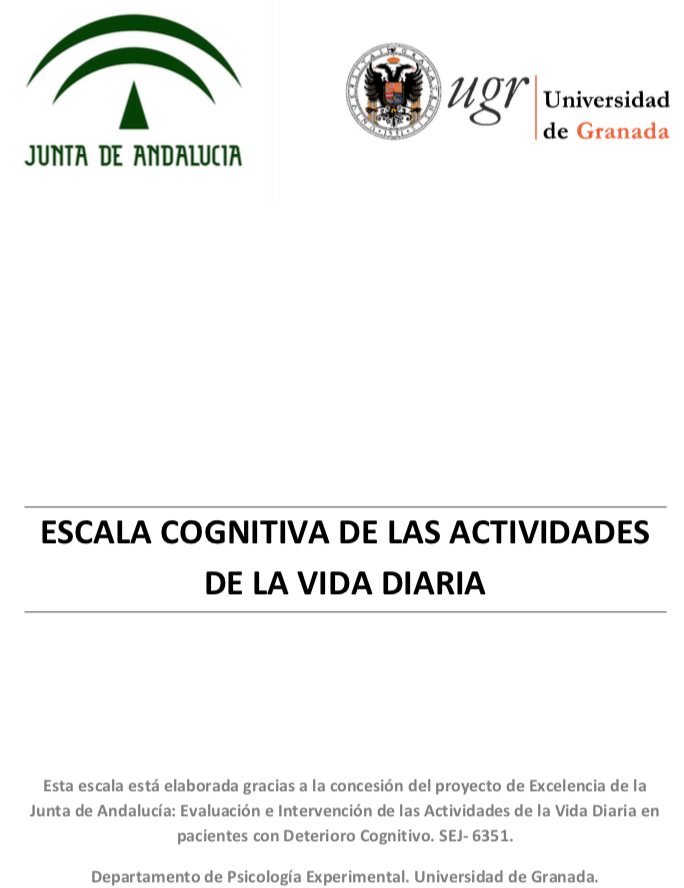 JUNTA DE ANDALUCIA
ugr
Universidad
de Granada
ESCALA COGNITIVA DE LAS ACTIVIDADES
DE LA VIDA DIARIA
Esta escala está elaborada gracias a la concesión del proyecto de Excelencia de la
Junta de Andalucía: Evaluación e Intervención de las Actividades de la Vida Diaria en
pacientes con Deterioro Cognitivo. SEJ- 6351.
Departamento de Psicología Experimental. Universidad de Granada.